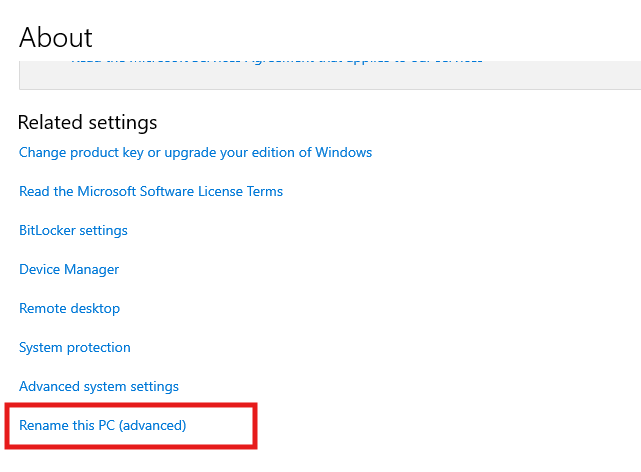 About
Read the Microsoft Services Agreement that applies to our services
Related settings
Change product key or upgrade your edition of Windows
Read the Microsoft Software License Terms
BitLocker settings
Device Manager
Remote desktop
System protection
Advanced system settings
Rename this PC (advanced)